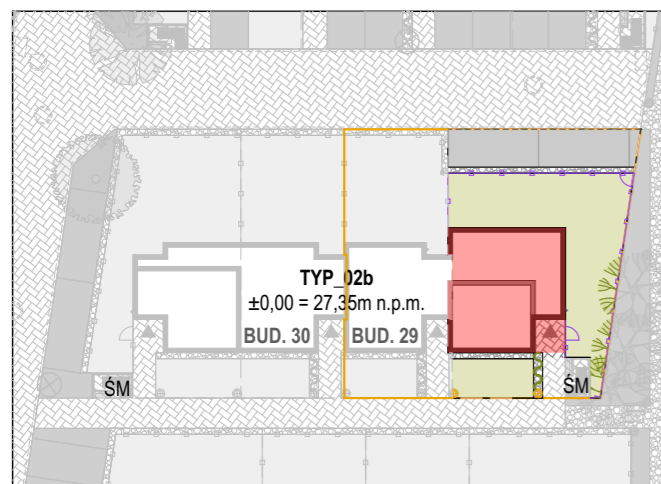 TYP_02b
±0,00 = 27,35m n.p.m.
BUD. 30 BUD. 29
ŚM ŚM